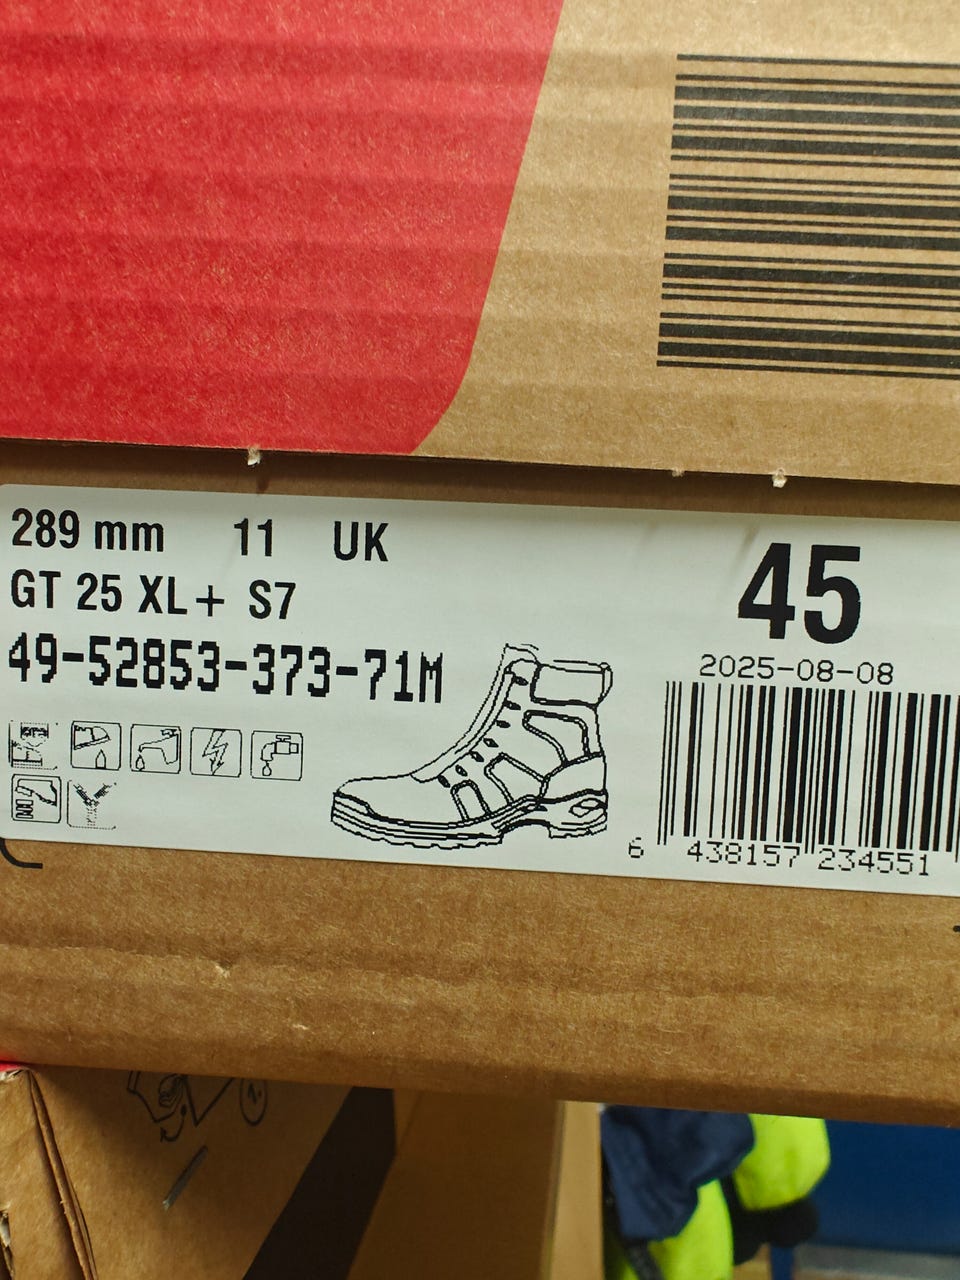 289 mm 11 UK
45
GT 25 XL+ S7
2025-08-08
49-52853-373-71M
6 438157 234551